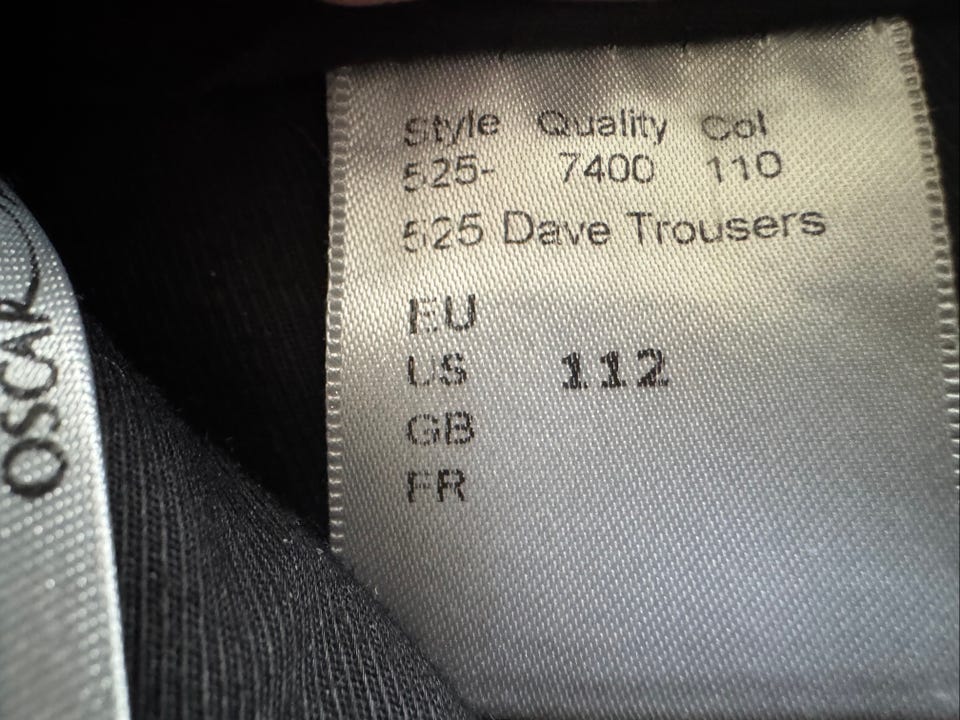 Style Quality Col
525- 7400 110
525 Dave Trousers
EU
US 112
GB
FR
OSCAR